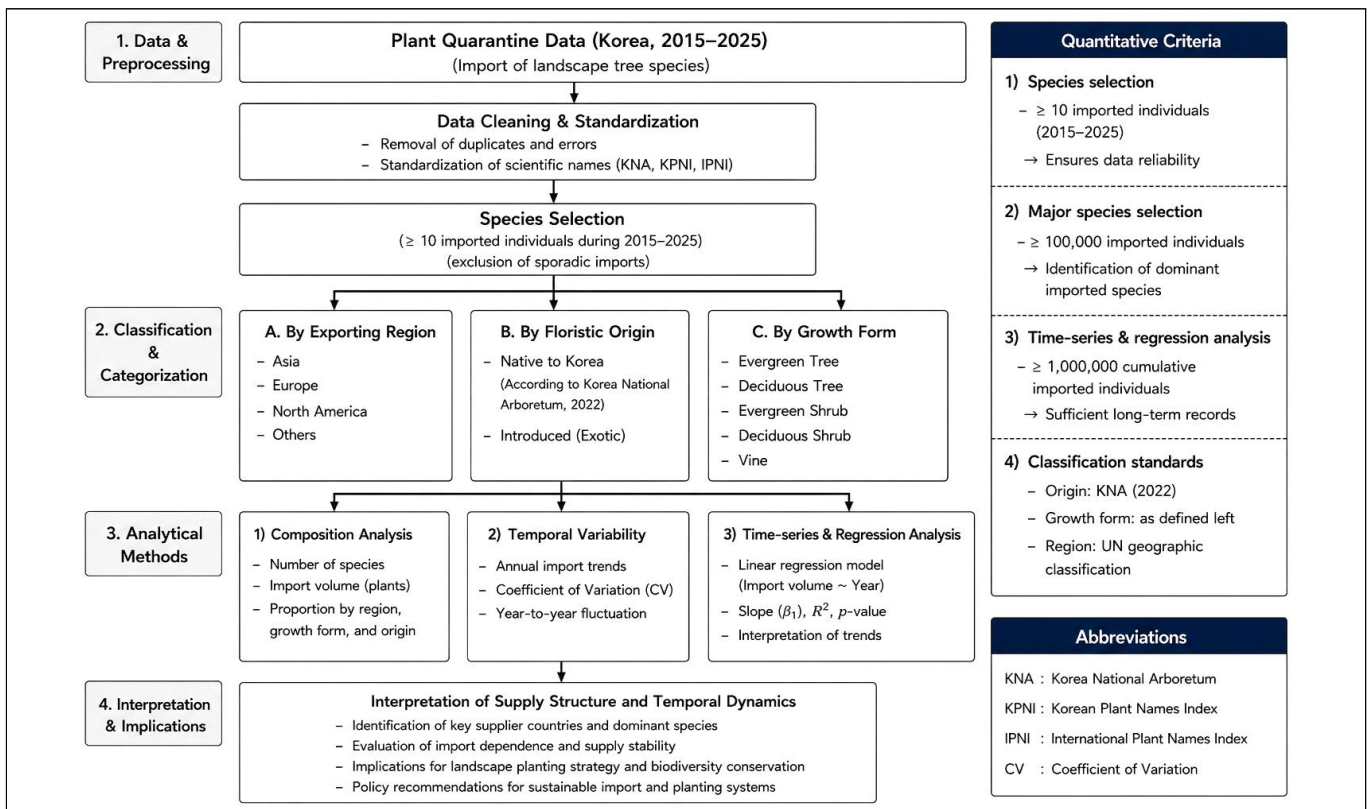 1. Data &
Preprocessing
Plant Quarantine Data (Korea, 2015–2025)
(Import of landscape tree species)
Data Cleaning & Standardization
– Removal of duplicates and errors
– Standardization of scientific names (KNA, KPNI, IPNI)
Species Selection
(≥ 10 imported individuals during 2015–2025)
(exclusion of sporadic imports)
2. Classification
&
Categorization
A. By Exporting Region
– Asia
– Europe
– North America
– Others
B. By Floristic Origin
– Native to Korea
(According to Korea National
Arboretum, 2022)
– Introduced (Exotic)
C. By Growth Form
– Evergreen Tree
– Deciduous Tree
– Evergreen Shrub
– Deciduous Shrub
– Vine
3. Analytical
Methods
1) Composition Analysis
– Number of species
– Import volume (plants)
– Proportion by region,
growth form, and origin
2) Temporal Variability
– Annual import trends
– Coefficient of Variation (CV)
– Year-to-year fluctuation
3) Time-series & Regression Analysis
– Linear regression model
(Import volume ~ Year)
– Slope (β₁), R², p-value
– Interpretation of trends
4. Interpretation
& Implications
Interpretation of Supply Structure and Temporal Dynamics
– Identification of key supplier countries and dominant species
– Evaluation of import dependence and supply stability
– Implications for landscape planting strategy and biodiversity conservation
– Policy recommendations for sustainable import and planting systems
Quantitative Criteria
1) Species selection
– ≥ 10 imported individuals
(2015–2025)
→ Ensures data reliability
2) Major species selection
– ≥ 100,000 imported individuals
→ Identification of dominant
imported species
3) Time-series & regression analysis
– ≥ 1,000,000 cumulative
imported individuals
→ Sufficient long-term records
4) Classification standards
– Origin: KNA (2022)
– Growth form: as defined left
– Region: UN geographic
classification
Abbreviations
KNA : Korea National Arboretum
KPNI : Korean Plant Names Index
IPNI : International Plant Names Index
CV : Coefficient of Variation